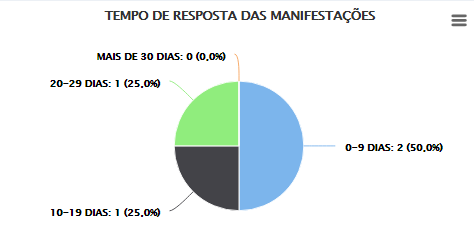 TEMPO DE RESPOSTA DAS MANIFESTAÇÕES
MAIS DE 30 DIAS: 0 (0,0%)
20-29 DIAS: 1 (25,0%)
0-9 DIAS: 2 (50,0%)
10-19 DIAS: 1 (25,0%)